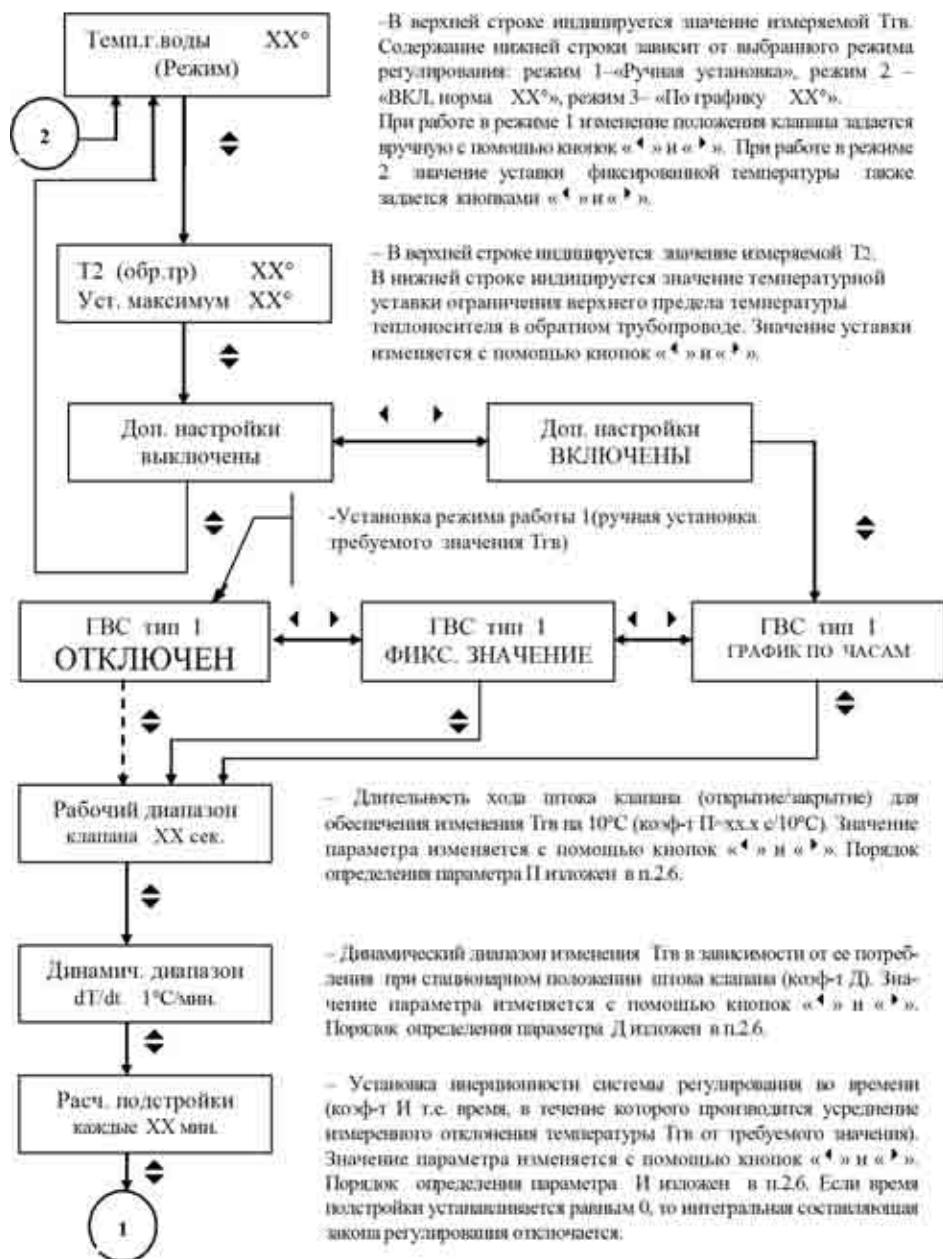 Темп.г.воды XX°
(Режим)
–В верхней строке индицируется значение измеряемой Тгв.
Содержание нижней строки зависит от выбранного режима
регулирования: режим 1–«Ручная установка», режим 2 –
«ВКЛ, норма XX°», режим 3– «По графику XX°».
При работе в режиме 1 изменение положения клапана задается
вручную с помощью кнопок «◄» и «►». При работе в режиме
2 значение уставки фиксированной температуры также
задается кнопками «◄» и «►».
2
Т2 (обр.тр) XX°
Уст. максимум XX°
– В верхней строке индицируется значение измеряемой Т2.
В нижней строке индицируется значение температурной
уставки ограничения верхнего предела температуры
теплоносителя в обратном трубопроводе. Значение уставки
изменяется с помощью кнопок «◄» и «►».
Доп. настройки
выключены
Доп. настройки
ВКЛЮЧЕНЫ
-Установка режима работы 1(ручная установка
требуемого значения Тгв)
ГВС тип 1
ОТКЛЮЧЕН
ГВС тип 1
ФИКС. ЗНАЧЕНИЕ
ГВС тип 1
ГРАФИК ПО ЧАСАМ
Рабочий диапазон
клапана XX сек.
– Длительность хода штока клапана (открытие/закрытие) для
обеспечения изменения Тгв на 10°С (коэф-т П=хх.х с/10°С). Значение
параметра изменяется с помощью кнопок «◄» и «►». Порядок
определения параметра П изложен в п.2.6.
Динамич. диапазон
dT/dt 1°С/мин.
– Динамический диапазон изменения Тгв в зависимости от ее потреб-
ления при стационарном положении штока клапана (коэф-т Д). Зна-
чение параметра изменяется с помощью кнопок «◄» и «►».
Порядок определения параметра Д изложен в п.2.6.
Расч. подстройки
каждые XX мин.
– Установка инерционности системы регулирования во времени
(коэф-т И т.е. время, в течение которого производится усреднение
измеренного отклонения температуры Тгв от требуемого значения).
Значение параметра изменяется с помощью кнопок «◄» и «►».
Порядок определения параметра И изложен в п.2.6. Если время
подстройки устанавливается равным 0, то интегральная составляющая
закона регулирования отключается.
1